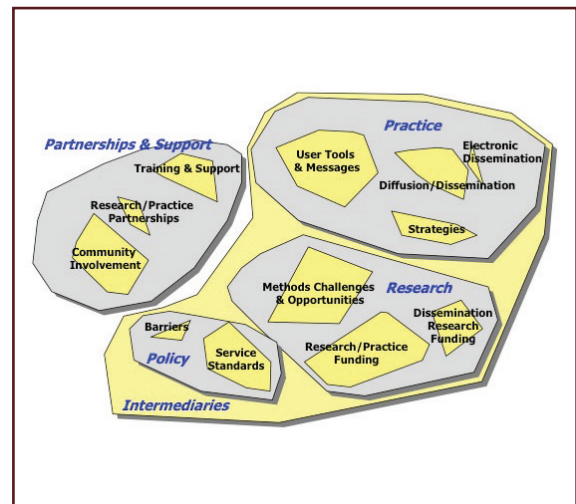 Partnerships & Support
Training & Support
Research/Practice
Partnerships
Community
Involvement
Practice
User Tools
& Messages
Electronic
Dissemination
Diffusion/Dissemination
Strategies
Methods Challenges
& Opportunities
Research
Dissemination
Research
Funding
Research/Practice
Funding
Barriers
Policy
Service
Standards
Intermediaries